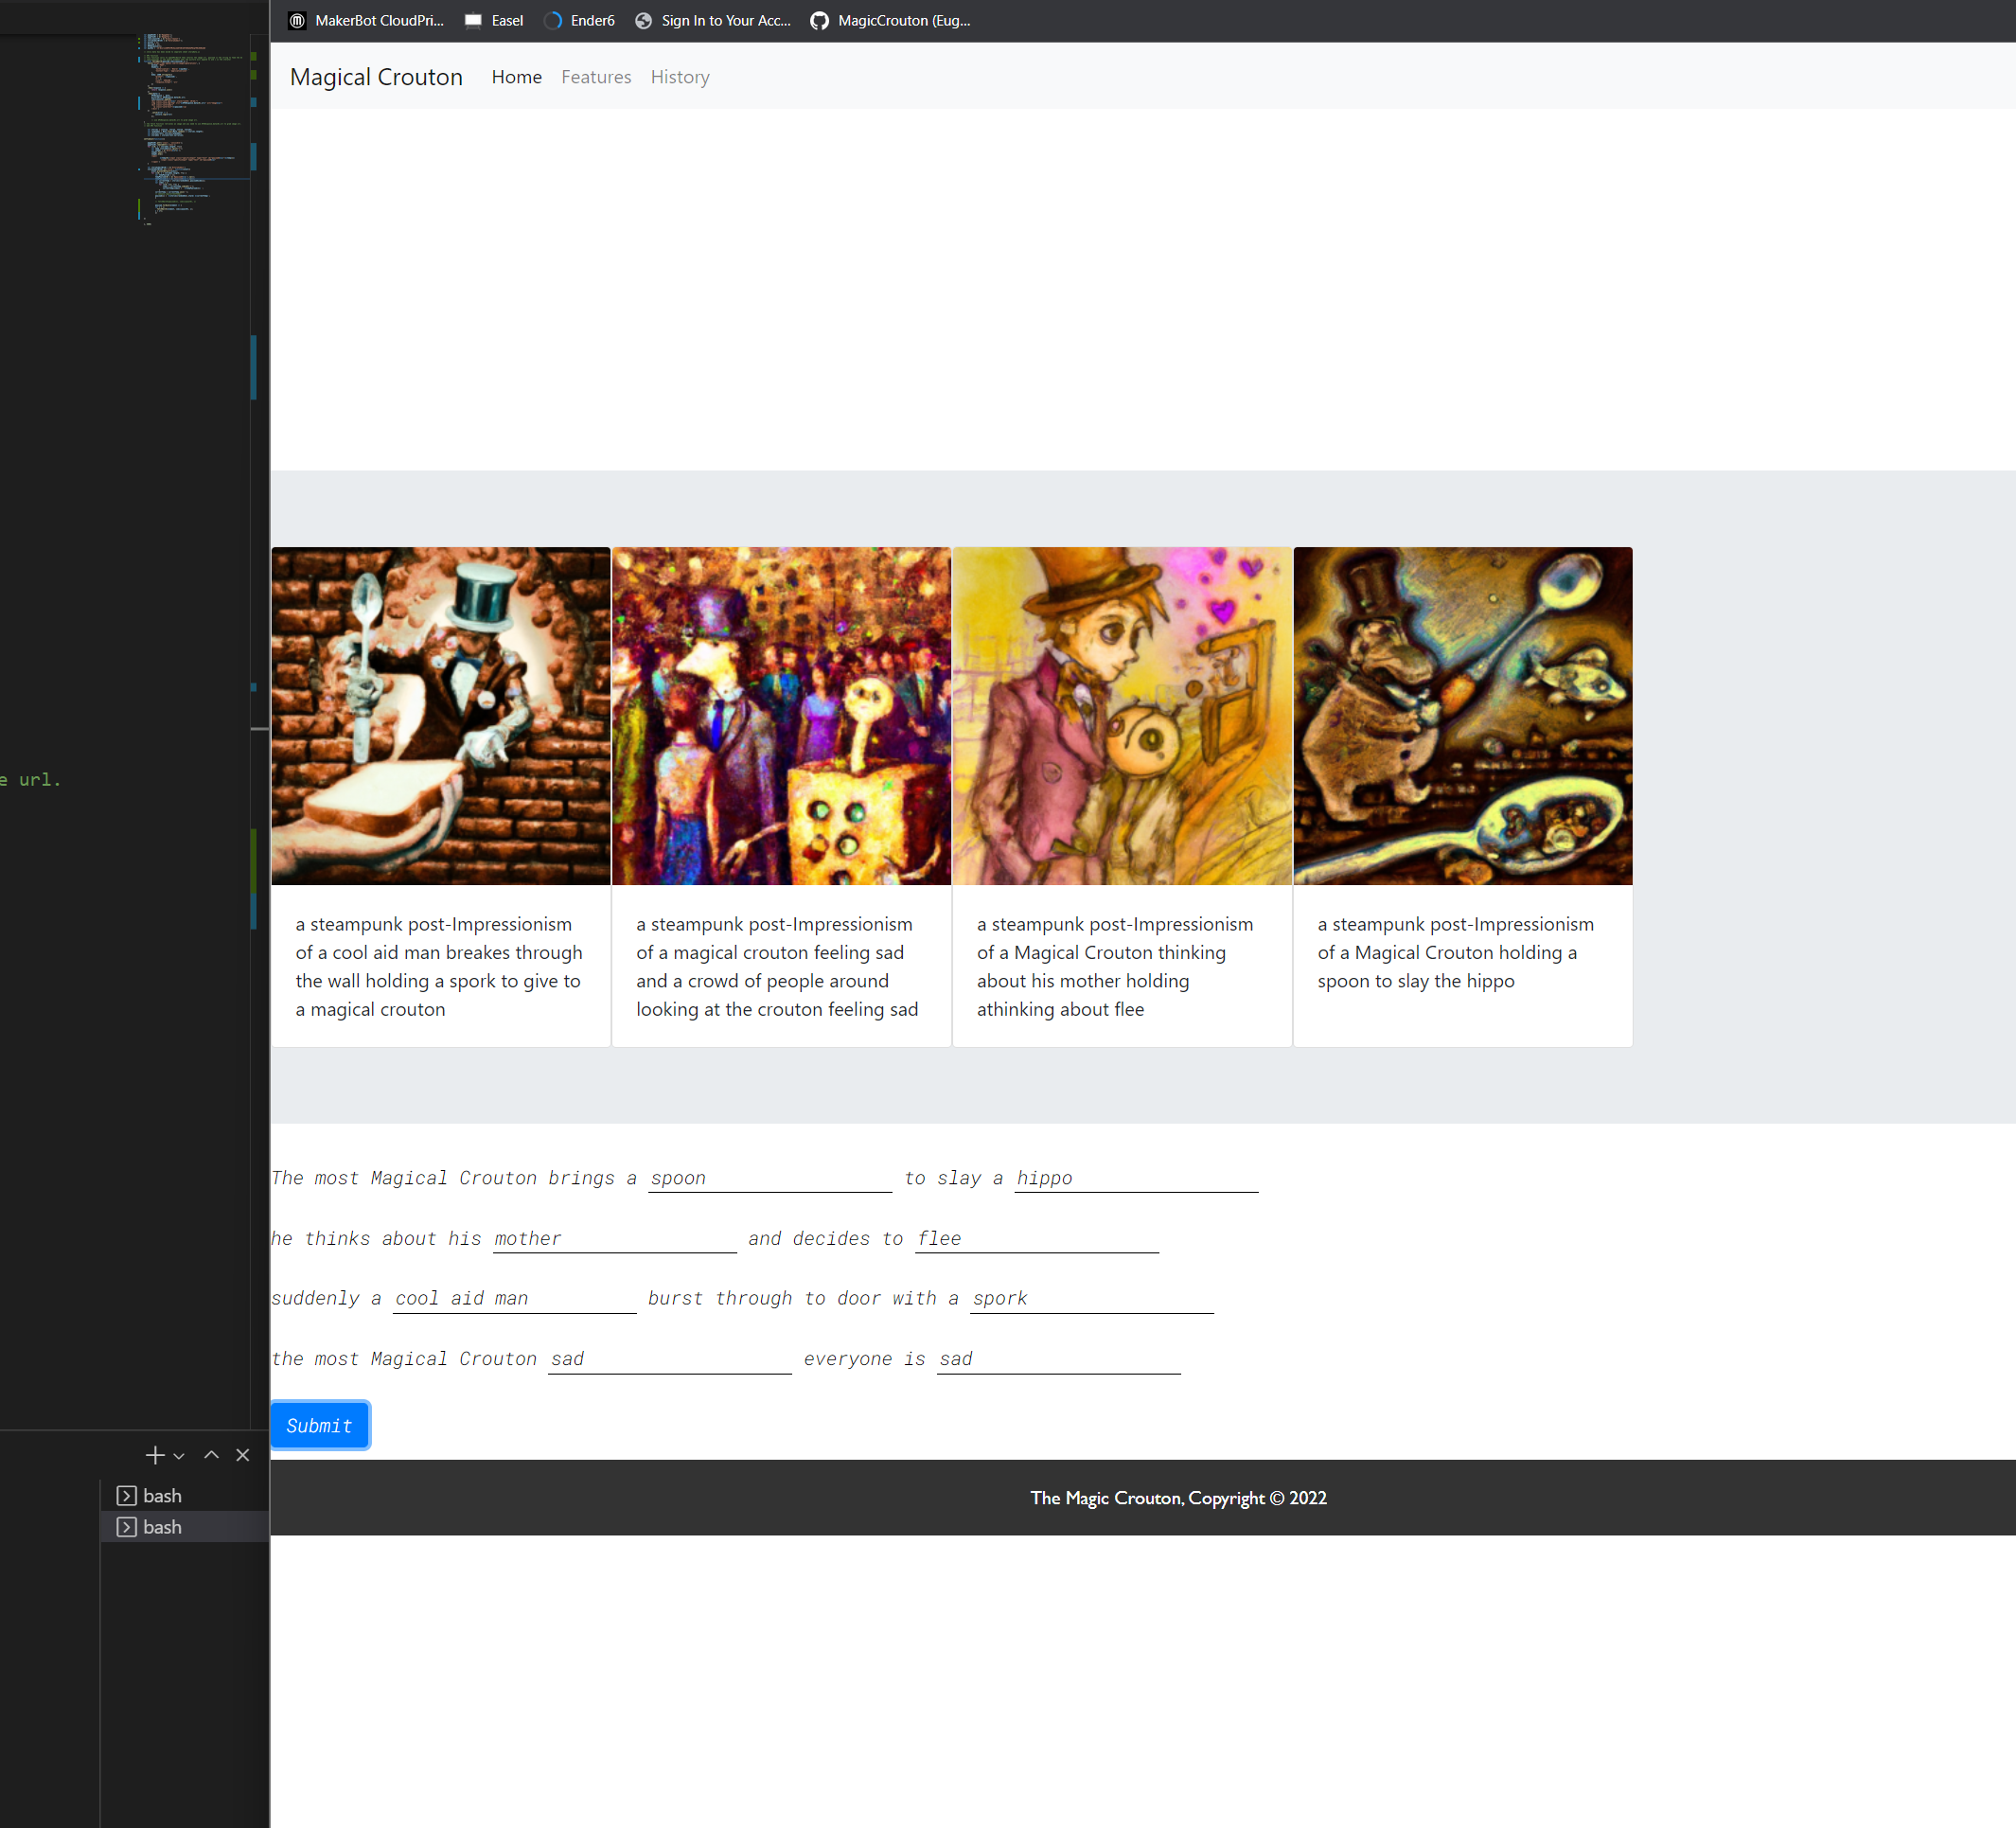 MakerBot CloudPri... Easel Ender6 Sign In to Your Acc... MagicCrouton (Eug...
Magical Crouton Home Features History
e url.
a steampunk post-Impressionism
of a cool aid man breakes through
the wall holding a spork to give to
a magical crouton
a steampunk post-Impressionism
of a magical crouton feeling sad
and a crowd of people around
looking at the crouton feeling sad
a steampunk post-Impressionism
of a Magical Crouton thinking
about his mother holding
athinking about flee
a steampunk post-Impressionism
of a Magical Crouton holding a
spoon to slay the hippo
The most Magical Crouton brings a spoon to slay a hippo
he thinks about his mother and decides to flee
suddenly a cool aid man burst through to door with a spork
the most Magical Crouton sad everyone is sad
Submit
bash
bash
The Magic Crouton, Copyright © 2022